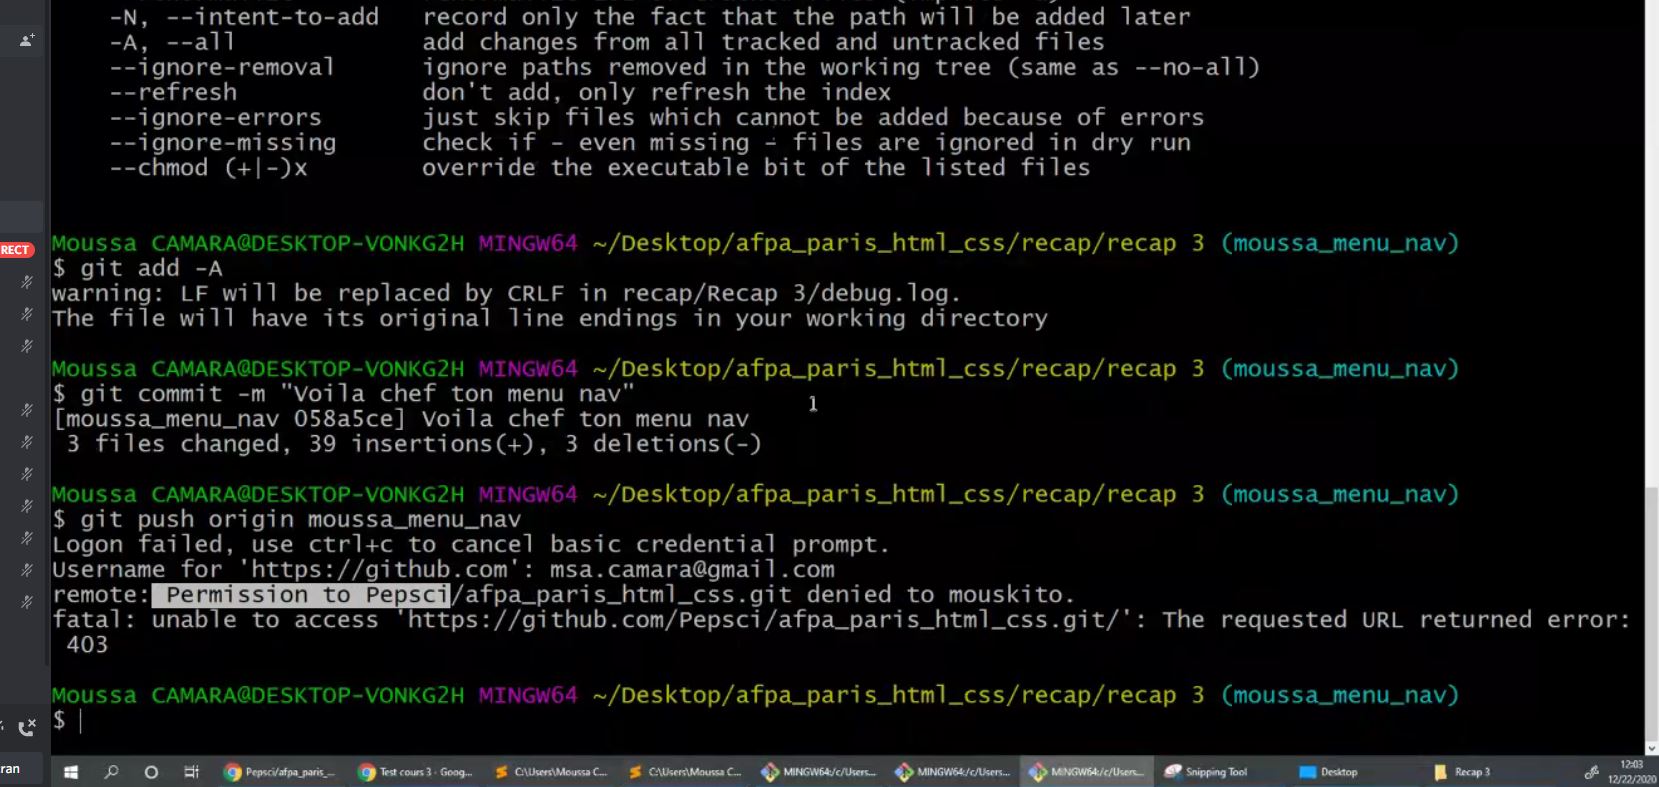 -N, --intent-to-add record only the fact that the path will be added later
-A, --all add changes from all tracked and untracked files
--ignore-removal ignore paths removed in the working tree (same as --no-all)
--refresh don't add, only refresh the index
--ignore-errors just skip files which cannot be added because of errors
--ignore-missing check if - even missing - files are ignored in dry run
--chmod (+|-)x override the executable bit of the listed files
Moussa CAMARA@DESKTOP-VONKG2H MINGW64 ~/Desktop/afpa_paris_html_css/recap/recap 3 (moussa_menu_nav)
RECT
$ git add -A
warning: LF will be replaced by CRLF in recap/Recap 3/debug.log.
The file will have its original line endings in your working directory
Moussa CAMARA@DESKTOP-VONKG2H MINGW64 ~/Desktop/afpa_paris_html_css/recap/recap 3 (moussa_menu_nav)
$ git commit -m "Voila chef ton menu nav"
[moussa_menu_nav 058a5ce] Voila chef ton menu nav
3 files changed, 39 insertions(+), 3 deletions(-)
Moussa CAMARA@DESKTOP-VONKG2H MINGW64 ~/Desktop/afpa_paris_html_css/recap/recap 3 (moussa_menu_nav)
$ git push origin moussa_menu_nav
Logon failed, use ctrl+c to cancel basic credential prompt.
Username for 'https://github.com': msa.camara@gmail.com
remote: Permission to Pepsci/afpa_paris_html_css.git denied to mouskito.
fatal: unable to access 'https://github.com/Pepsci/afpa_paris_html_css.git/': The requested URL returned error:
403
Moussa CAMARA@DESKTOP-VONKG2H MINGW64 ~/Desktop/afpa_paris_html_css/recap/recap 3 (moussa_menu_nav)
$
ran
Pepsci/afpa_paris_... Test cours 3 - Goog... C:\Users\Moussa C... C:\Users\Moussa C... MINGW64:/c/Users... MINGW64:/c/Users... MINGW64:/c/Users... Snipping Tool Desktop Recap 3
12:03
12/22/2020